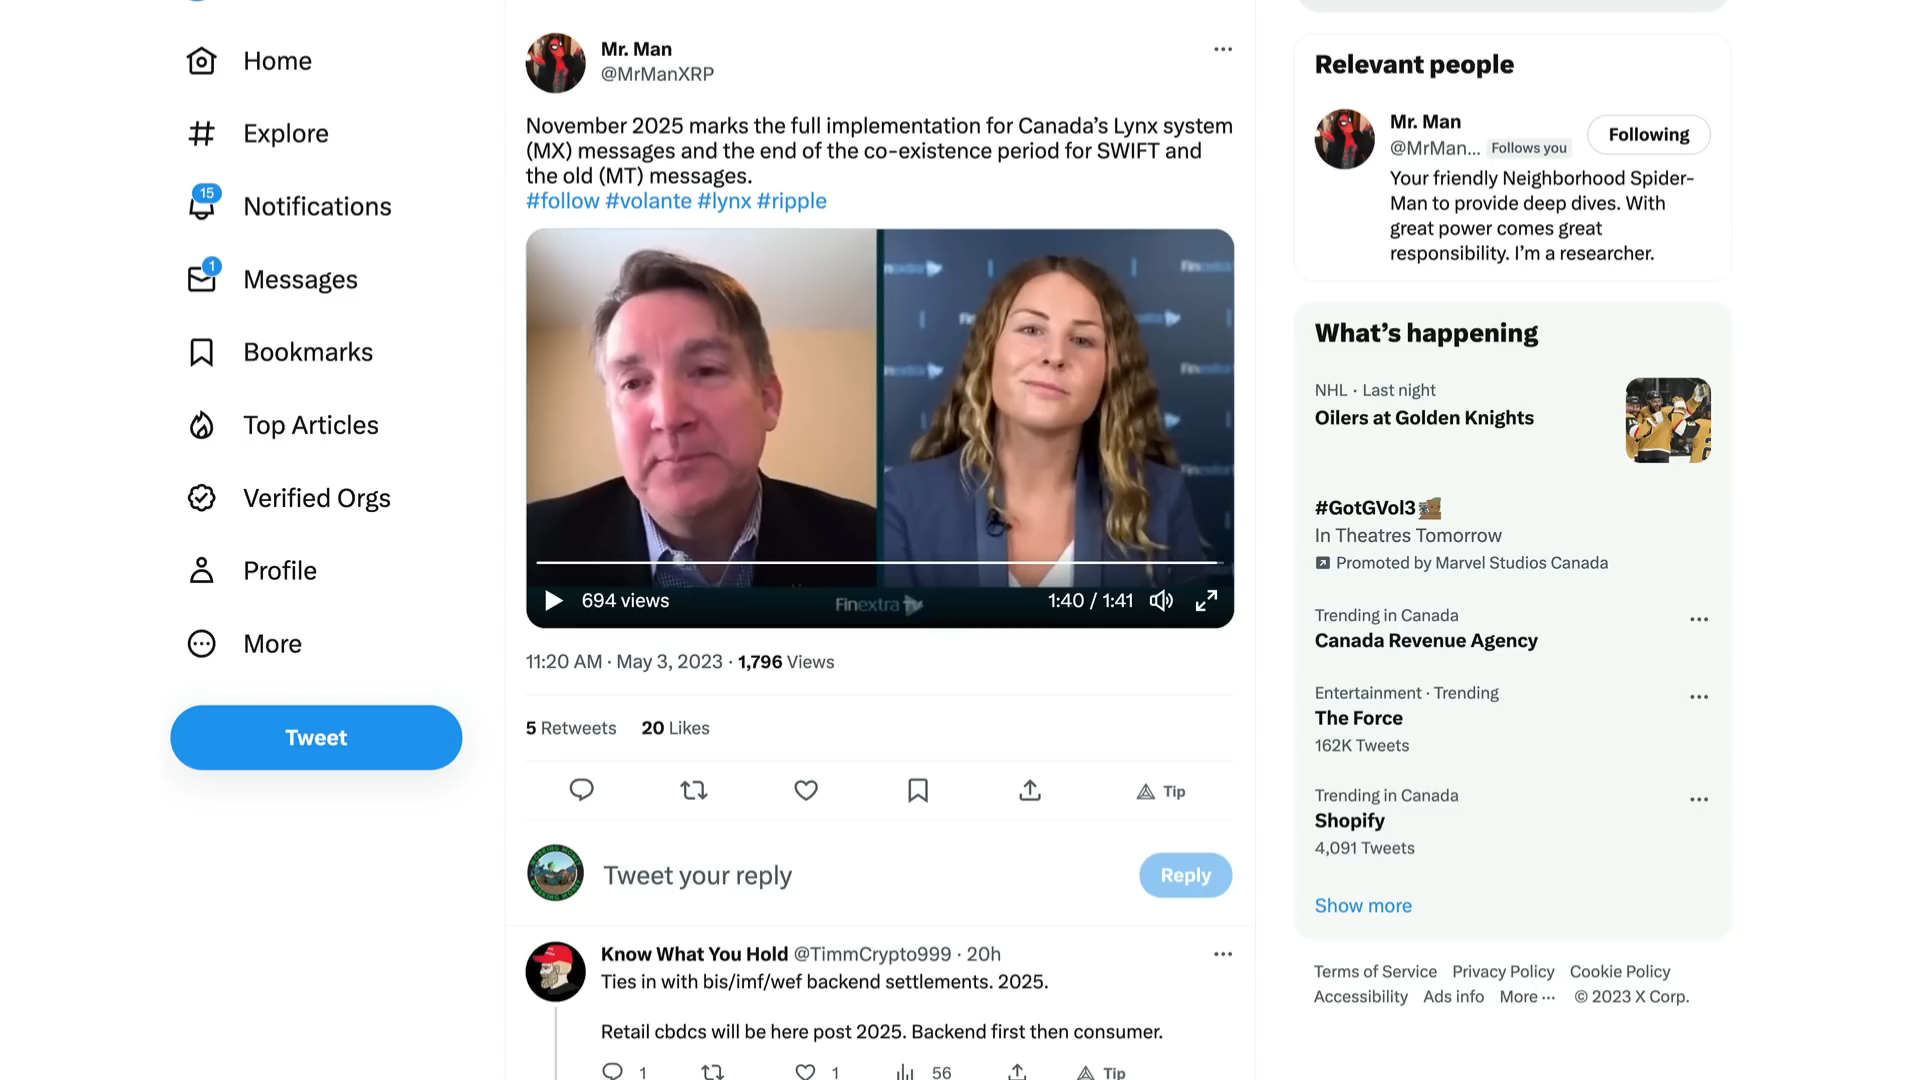 Home
Explore
15
Notifications
1
Messages
Bookmarks
Top Articles
Verified Orgs
Profile
More
Tweet
Mr. Man
@MrManXRP
November 2025 marks the full implementation for Canada’s Lynx system
(MX) messages and the end of the co-existence period for SWIFT and
the old (MT) messages.
#follow #volante #lynx #ripple
694 views
Finextra tv
1:40 / 1:41
11:20 AM · May 3, 2023 · 1,796 Views
5 Retweets 20 Likes
Tip
Tweet your reply
Reply
Know What You Hold @TimmCrypto999 · 20h
Ties in with bis/imf/wef backend settlements. 2025.
Retail cbdcs will be here post 2025. Backend first then consumer.
1
1
56
Tip
Relevant people
Mr. Man
@MrMan... Follows you
Following
Your friendly Neighborhood Spider-
Man to provide deep dives. With
great power comes great
responsibility. I’m a researcher.
What’s happening
NHL · Last night
Oilers at Golden Knights
#GotGVol3
In Theatres Tomorrow
Promoted by Marvel Studios Canada
Trending in Canada
Canada Revenue Agency
Entertainment · Trending
The Force
162K Tweets
Trending in Canada
Shopify
4,091 Tweets
Show more
Terms of Service Privacy Policy Cookie Policy
Accessibility Ads info More ··· © 2023 X Corp.